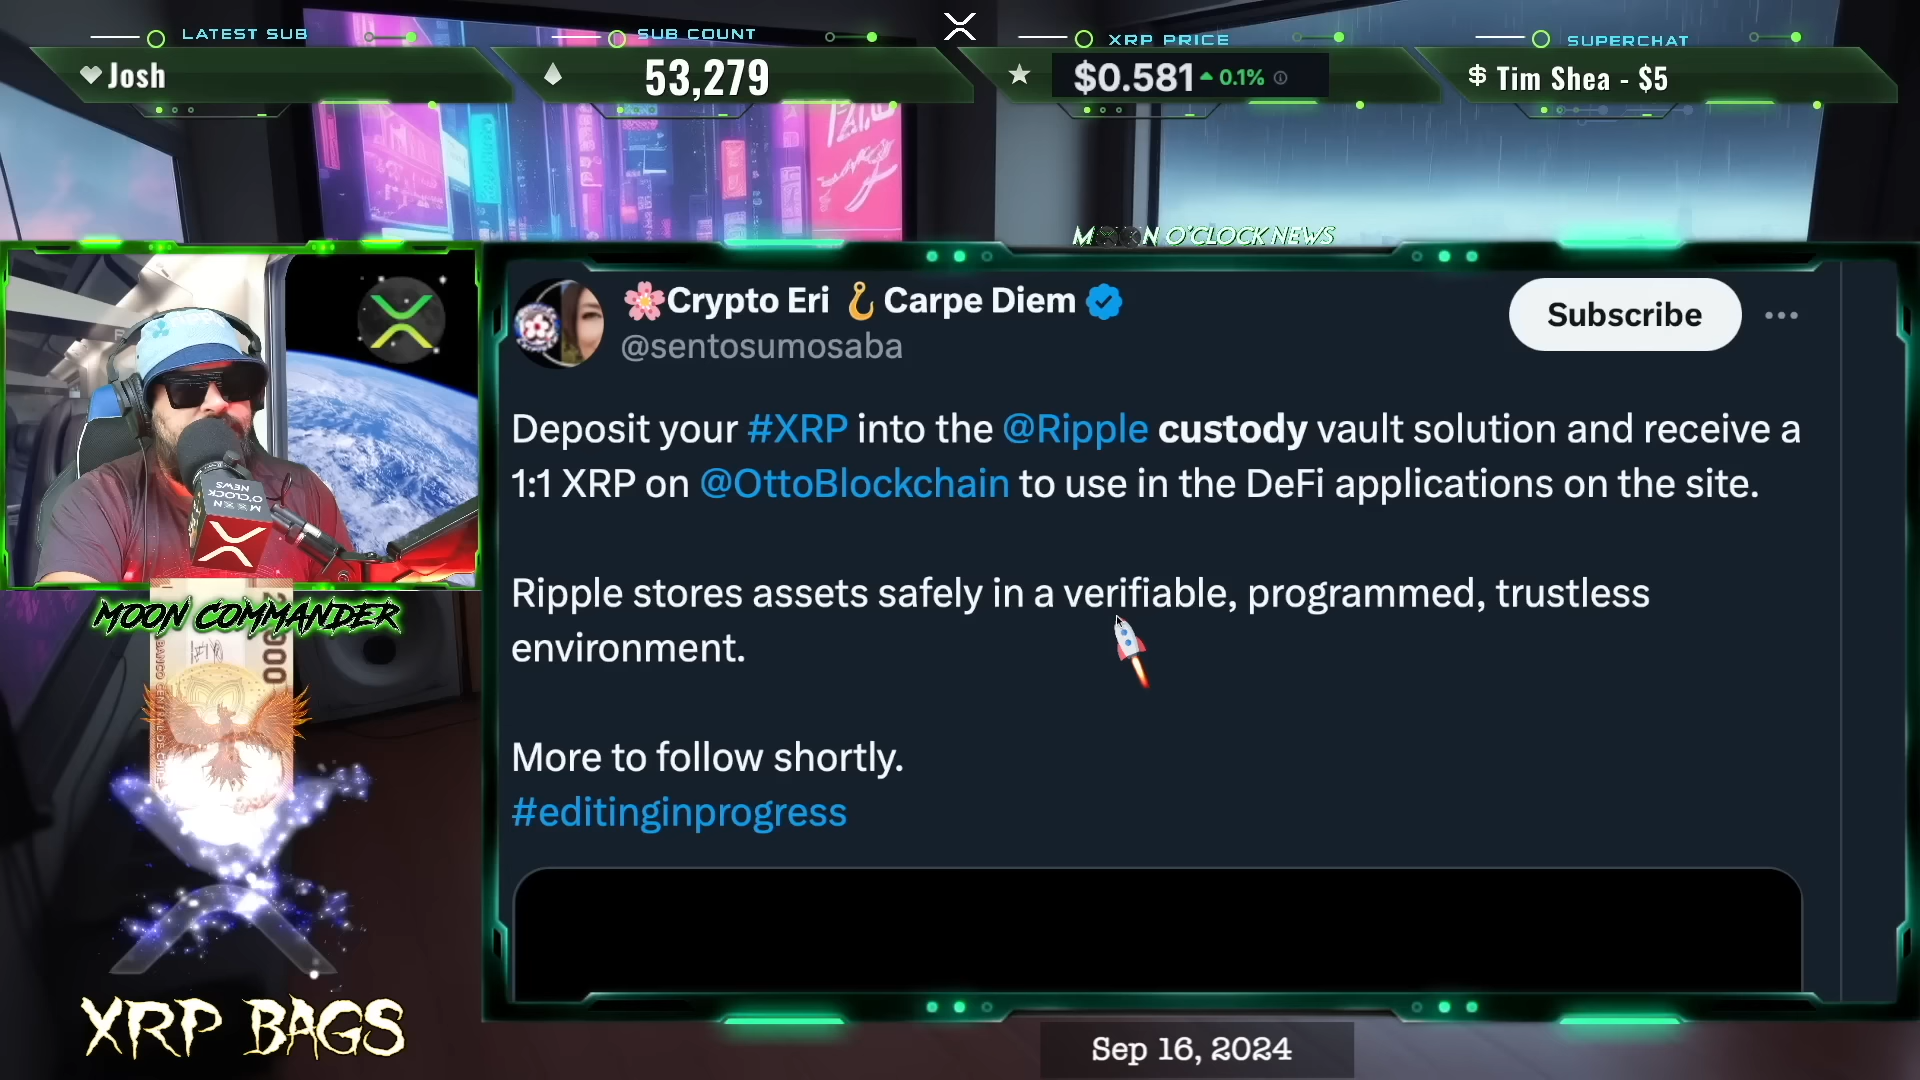 LATEST SUB
Josh
SUB COUNT
53,279
XRP PRICE
$0.581 0.1%
SUPERCHAT
Tim Shea - $5
O'CLOCK NEWS
🌸Crypto Eri 🪝Carpe Diem
@sentosumosaba
Subscribe
Deposit your #XRP into the @Ripple custody vault solution and receive a
1:1 XRP on @OttoBlockchain to use in the DeFi applications on the site.
Ripple stores assets safely in a verifiable, programmed, trustless
environment.
More to follow shortly.
#editinginprogress
MOON COMMANDER
XRP BAGS
Sep 16, 2024